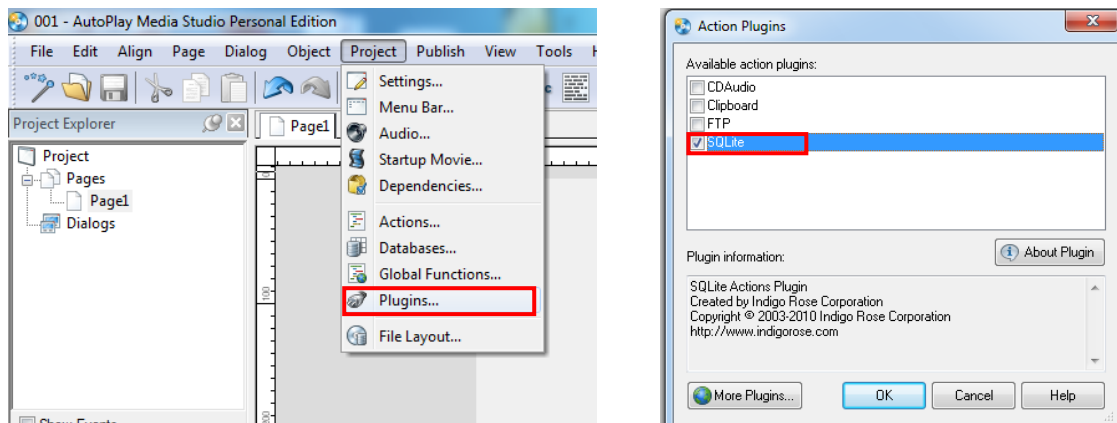 001 - AutoPlay Media Studio Personal Edition
File Edit Align Page Dialog Object Project Publish View Tools
Project Explorer
Project
Pages
Page1
Dialogs
Page1
Settings...
Menu Bar...
Audio...
Startup Movie...
Dependencies...
Actions...
Databases...
Global Functions...
Plugins...
File Layout...
100
Action Plugins
Available action plugins:
CDAudio
Clipboard
FTP
SQLite
Plugin information:
About Plugin
SQLite Actions Plugin
Created by Indigo Rose Corporation
Copyright © 2003-2010 Indigo Rose Corporation
http://www.indigorose.com
More Plugins...
OK
Cancel
Help